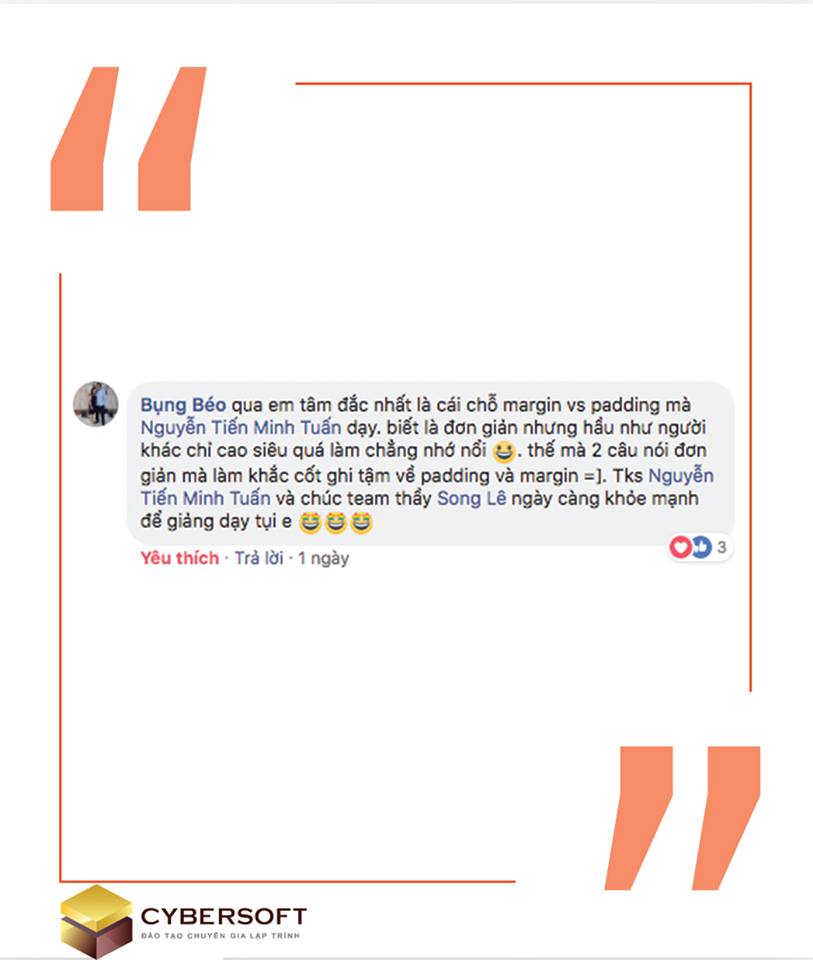 Bụng Béo qua em tâm đắc nhất là cái chỗ margin vs padding mà
Nguyễn Tiến Minh Tuấn dạy. biết là đơn giản nhưng hầu như người
khác chỉ cao siêu quá làm chẳng nhớ nổi 😃. thế mà 2 câu nói đơn
giản mà làm khắc cốt ghi tậm về padding và margin =]. Tks Nguyễn
Tiến Minh Tuấn và chúc team thầy Song Lê ngày càng khỏe mạnh
để giảng dạy tụi e 😆😆😆
Yêu thích · Trả lời · 1 ngày
3
CYBERSOFT
ĐÀO TẠO CHUYÊN GIA LẬP TRÌNH